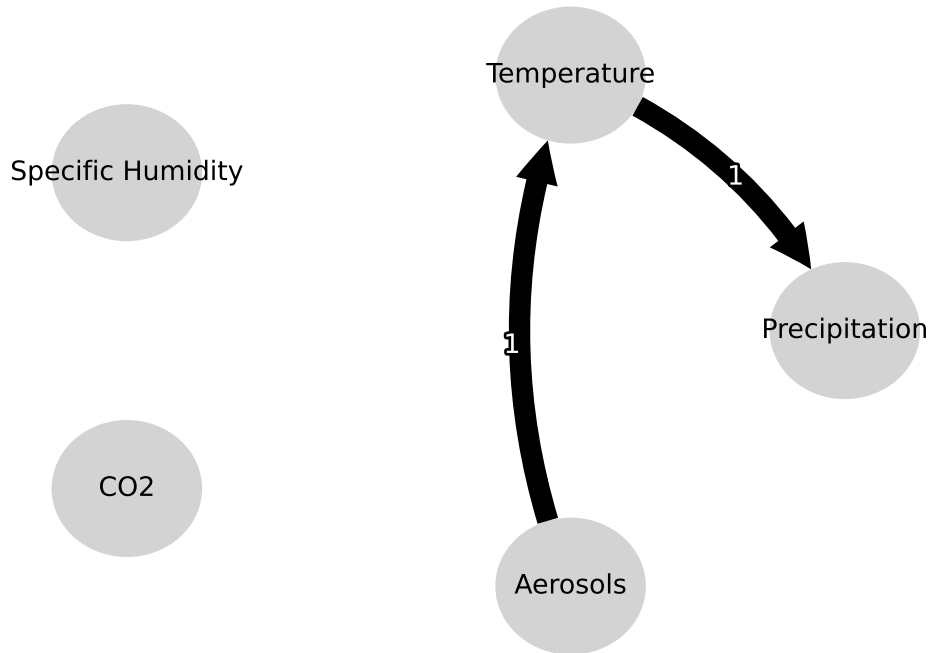 Temperature
Specific Humidity
1
Precipitation
1
CO2
Aerosols